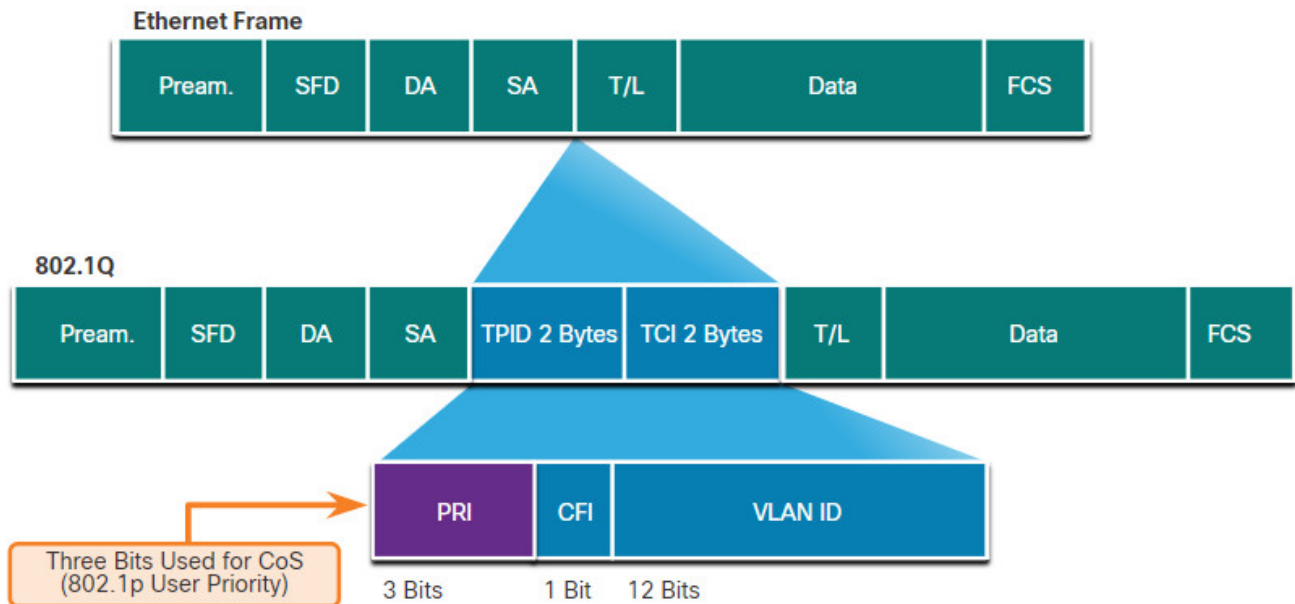 Ethernet Frame
Pream. SFD DA SA T/L Data FCS
802.1Q
Pream. SFD DA SA TPID 2 Bytes TCI 2 Bytes T/L Data FCS
PRI CFI VLAN ID
Three Bits Used for CoS
(802.1p User Priority)
3 Bits 1 Bit 12 Bits